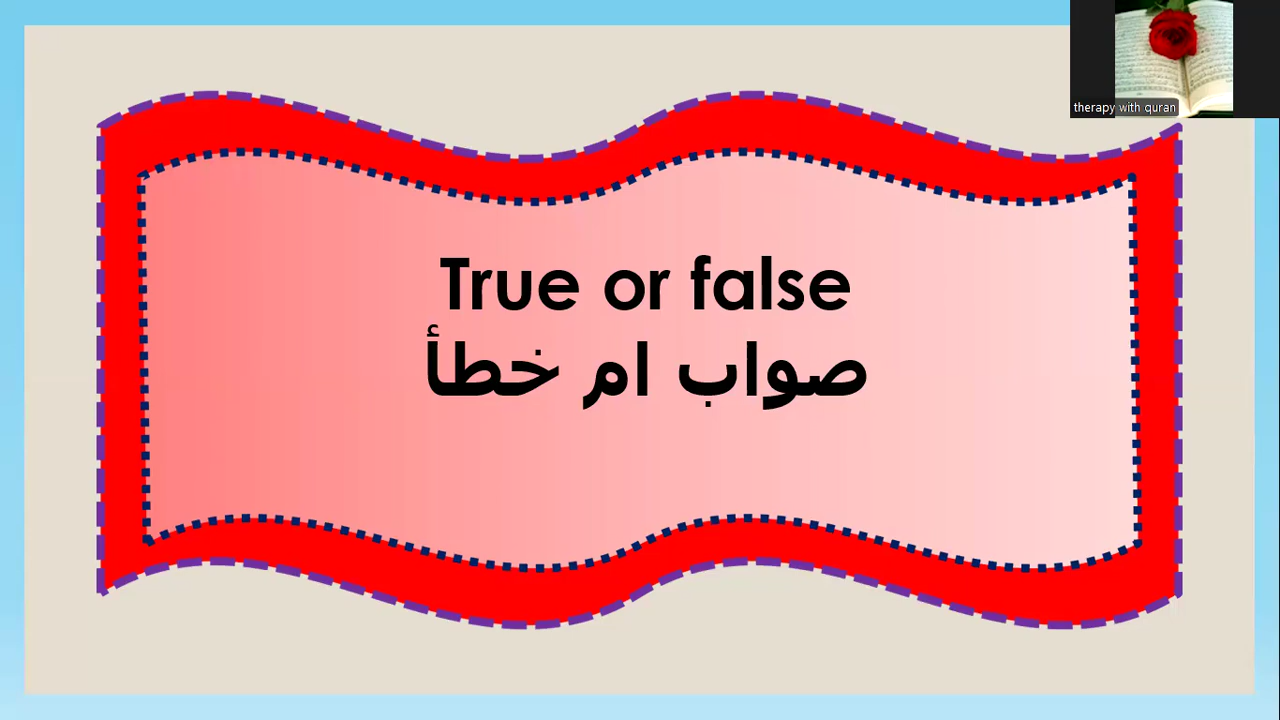 therapy with quran
True or false
صواب ام خطأ